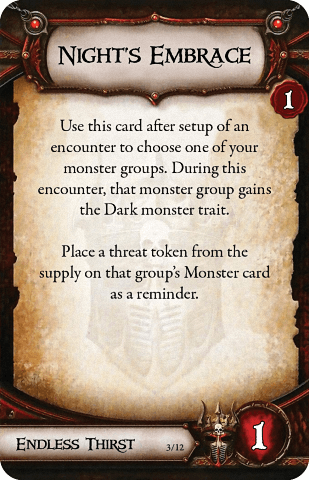 Night's Embrace
1
Use this card after setup of an
encounter to choose one of your
monster groups. During this
encounter, that monster group gains
the Dark monster trait.
Place a threat token from the
supply on that group's Monster card
as a reminder.
Endless Thirst
3/12
1